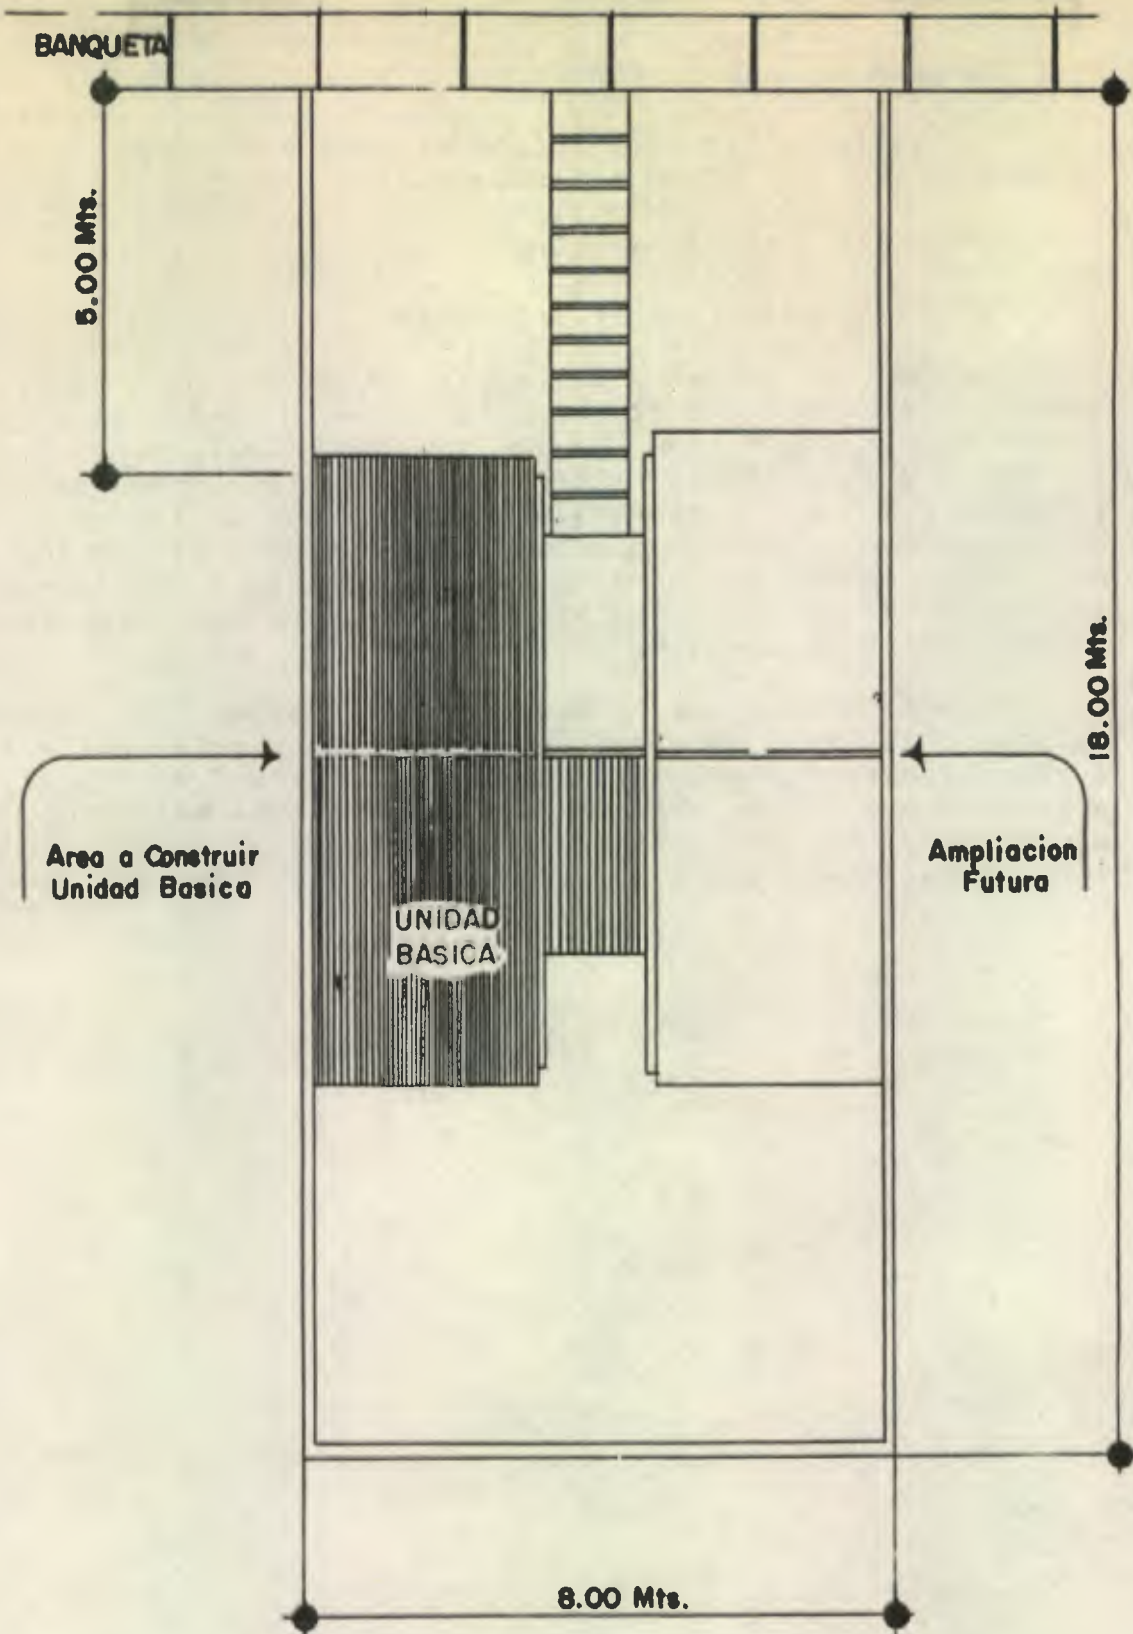 BANQUETA
5.00 Mts.
18.00 Mts.
Area a Construir
Unidad Basica
Ampliacion
Futura
UNIDAD
BASICA
8.00 Mts.